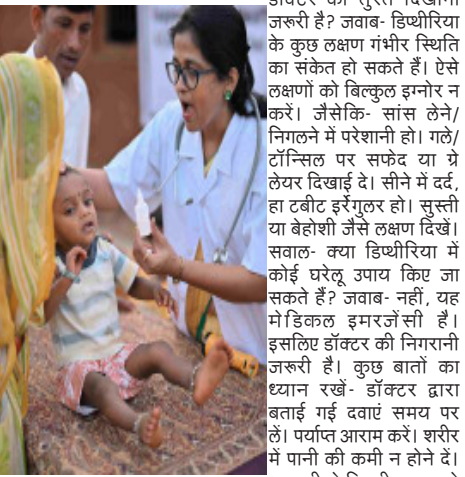 डॉक्टर को तुरंत दिखाना
जरूरी है? जवाब- डिप्थीरिया
के कुछ लक्षण गंभीर स्थिति
का संकेत हो सकते हैं। ऐसे
लक्षणों को बिल्कुल इग्नोर न
करें। जैसेकि- सांस लेने/
निगलने में परेशानी हो। गले/
टॉन्सिल पर सफेद या ग्रे
लेयर दिखाई दे। सीने में दर्द,
हा टबीट इर्रेगुलर हो। सुस्ती
या बेहोशी जैसे लक्षण दिखें।
सवाल- क्या डिप्थीरिया में
कोई घरेलू उपाय किए जा
सकते हैं? जवाब- नहीं, यह
मेडिकल इमरजेंसी है।
इसलिए डॉक्टर की निगरानी
जरूरी है। कुछ बातों का
ध्यान रखें- डॉक्टर द्वारा
बताई गई दवाएं समय पर
लें। पर्याप्त आराम करें। शरीर
में पानी की कमी न होने दें।